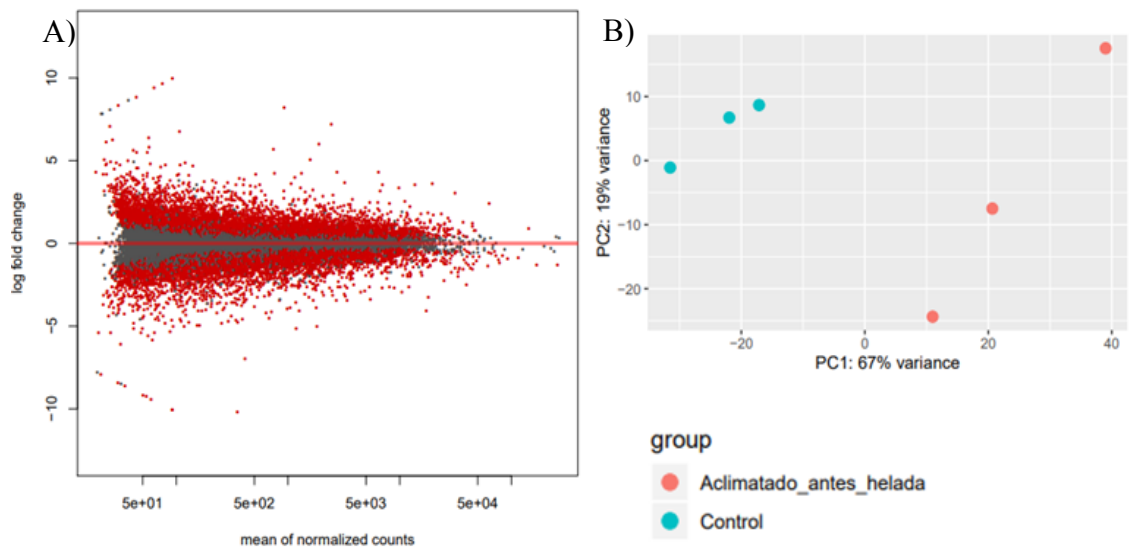 A)
10
5
0
−5
−10
log fold change
5e+01
5e+02
5e+03
5e+04
mean of normalized counts
B)
10
0
−10
−20
PC2: 19% variance
−20
0
20
40
PC1: 67% variance
group
Aclimatado_antes_helada
Control